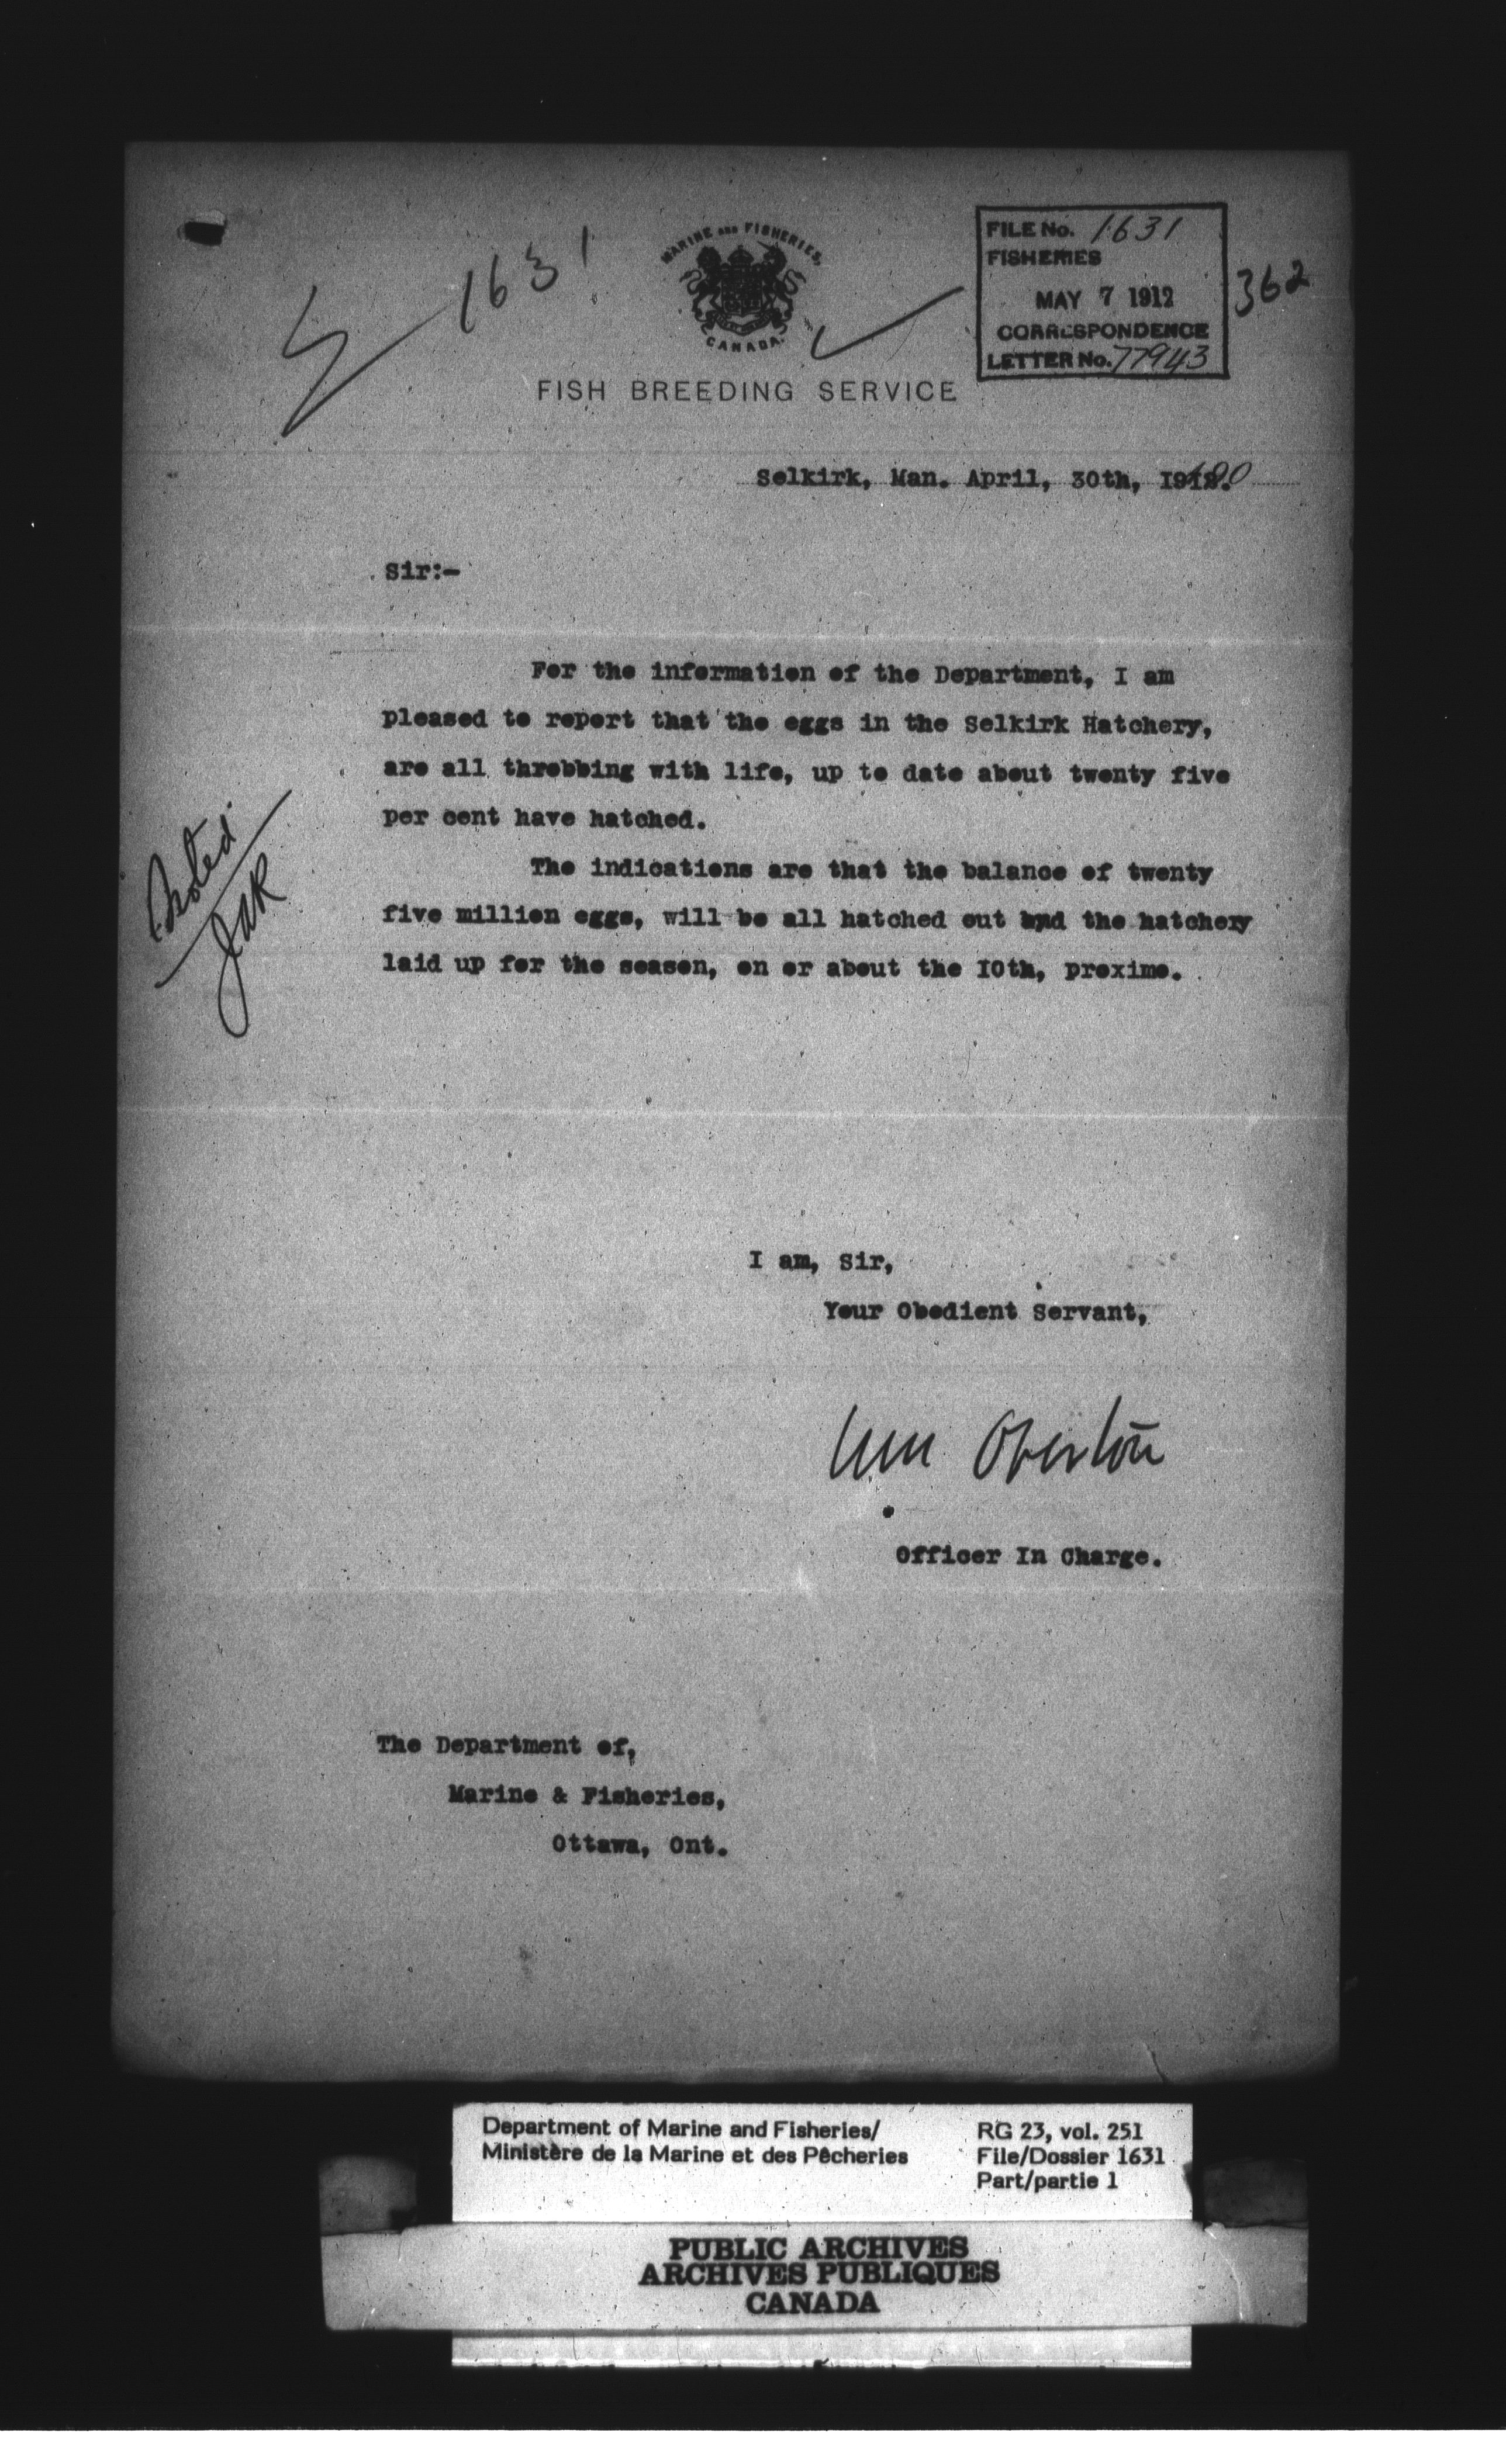 1631
MARINE AND FISHERIES,
CANADA.
FILE No. 1631
FISHERIES
MAY 7 1912
CORRESPONDENCE
LETTER No. 77943
362
FISH BREEDING SERVICE
Selkirk, Man. April, 30th, 1912.
Sir:-
For the information of the Department, I am
pleased to report that the eggs in the Selkirk Hatchery,
are all throbbing with life, up to date about twenty five
per cent have hatched.
The indications are that the balance of twenty
five million eggs, will be all hatched out and the hatchery
laid up for the season, on or about the 10th, proximo.
Noted
JAR
I am, Sir,
Your Obedient Servant,
Wm Overton
Officer In Charge.
The Department of,
Marine & Fisheries,
Ottawa, Ont.
Department of Marine and Fisheries/
Ministère de la Marine et des Pêcheries
RG 23, vol. 251
File/Dossier 1631
Part/partie 1
PUBLIC ARCHIVES
ARCHIVES PUBLIQUES
CANADA